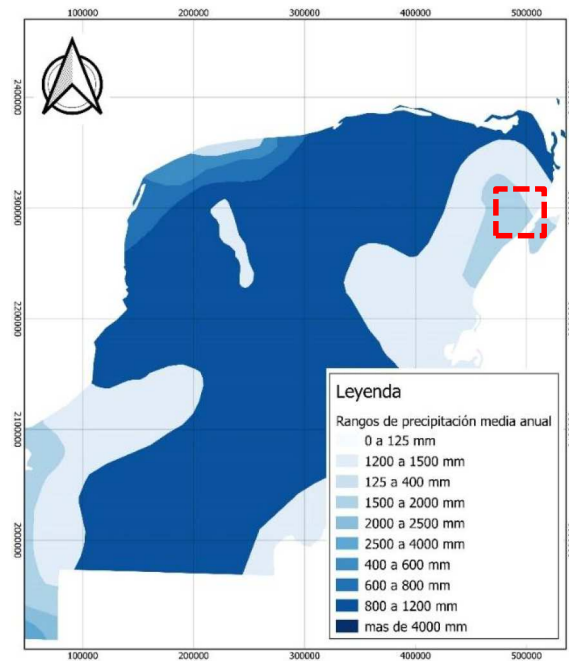 100000 200000 300000 400000 500000
2400000
2300000
2200000
2100000
2000000
Leyenda
Rangos de precipitación media anual
0 a 125 mm
1200 a 1500 mm
125 a 400 mm
1500 a 2000 mm
2000 a 2500 mm
2500 a 4000 mm
400 a 600 mm
600 a 800 mm
800 a 1200 mm
mas de 4000 mm
100000 200000 300000 400000 500000